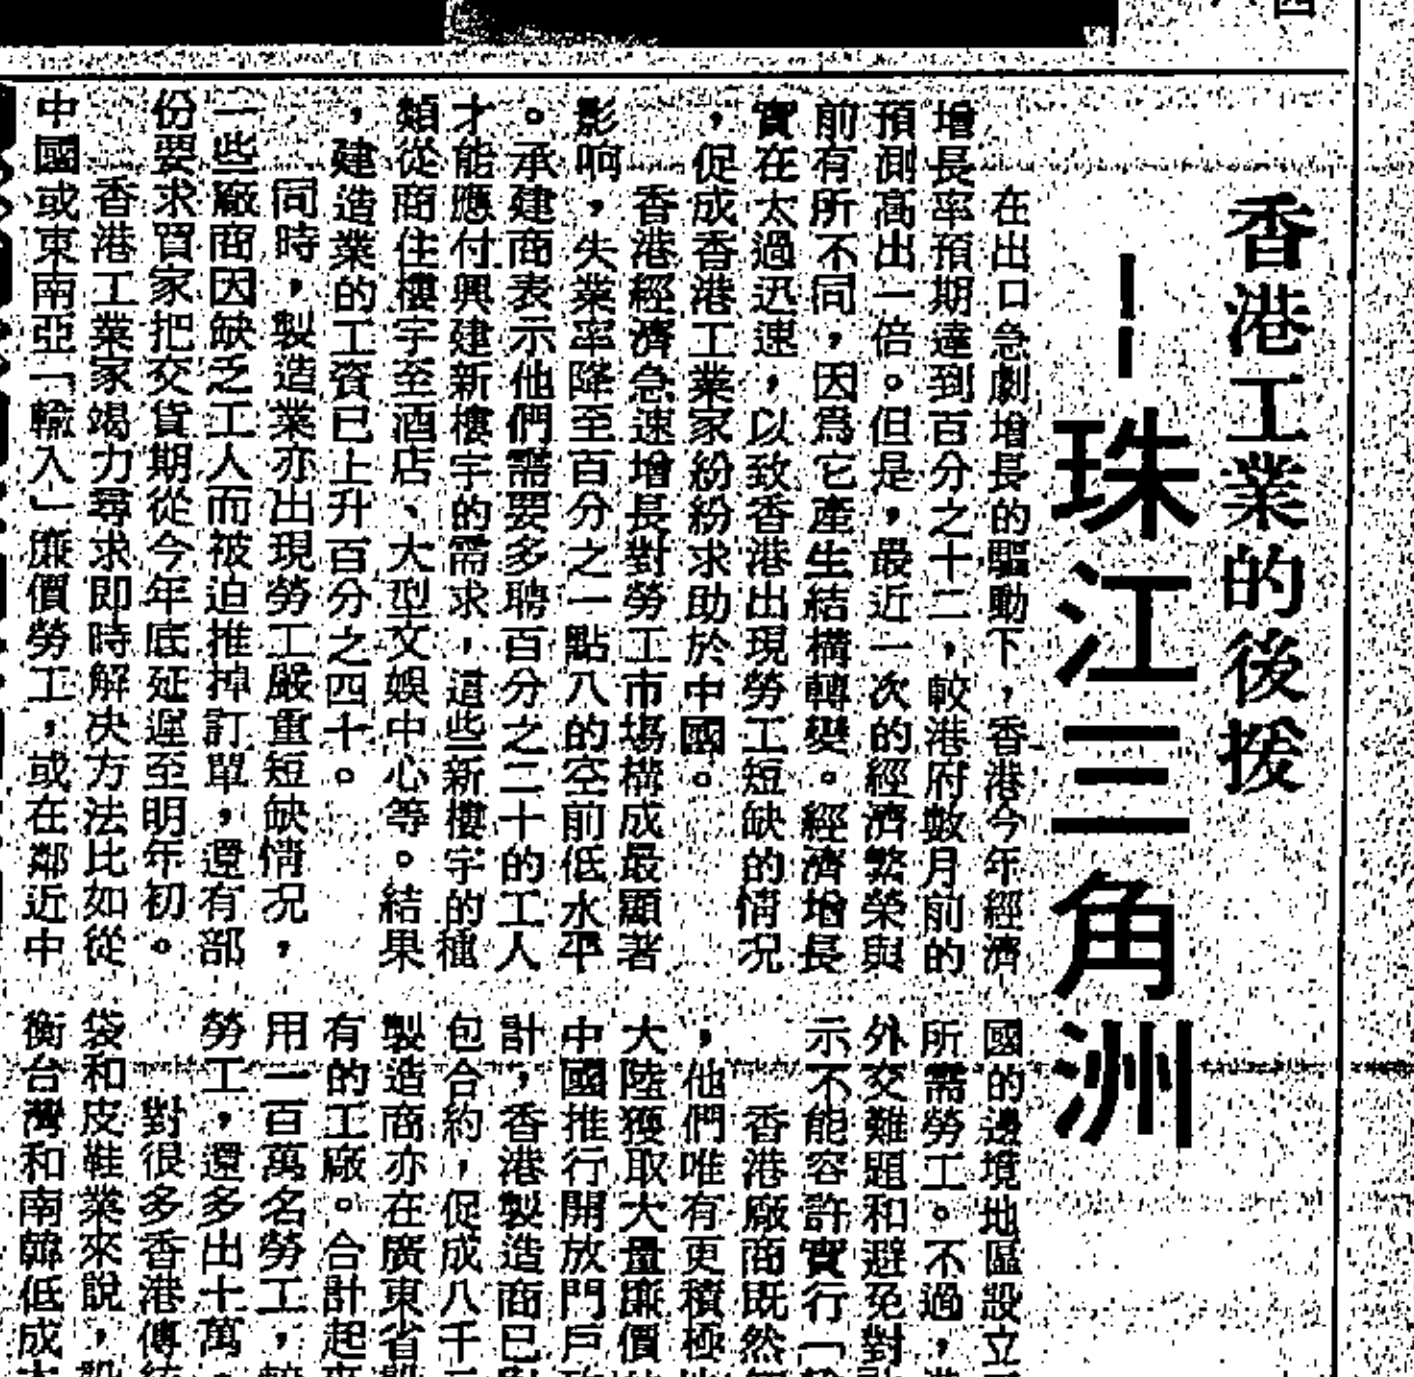 香港工業的後援
——珠江三角洲
在出口急劇增長的驅動下，香港今年經濟
增長率預期達到百分之十二，較港府數月前的
預測高出一倍。但是，最近一次的經濟繁榮與
前有所不同，因爲它產生結構轉變。經濟增長
實在太過迅速，以致香港出現勞工短缺的情况
，促成香港工業家紛紛求助於中國。
香港經濟急速增長對勞工市場構成最顯著
影响，失業率降至百分之一點八的空前低水平
。承建商表示他們需要多聘百分之二十的工人
才能應付興建新樓宇的需求，這些新樓宇的種
類從商住樓宇至酒店、大型文娛中心等。結果
，建造業的工資已上升百分之四十。
同時，製造業亦出現勞工嚴重短缺情况，
一些廠商因缺乏工人而被迫推掉訂單，還有部
份要求買家把交貨期從今年底延遲至明年初。
香港工業家竭力尋求即時解决方法比如從
中國或東南亞「輸入」廉價勞工，或在鄰近中
國的邊境地區設立
所需勞工。不過，
外交難題和避免對
示不能容許實行「
香港廠商既然
，他們唯有更積極
大陸獲取大量廉價
中國推行開放門戶
計，香港製造商已
包合約，促成八千
製造商亦在廣東省
有的工廠。合計起
用一百萬名勞工，
勞工，還多出十萬
對很多香港傳
袋和皮鞋業來說，
衡台灣和南韓低成